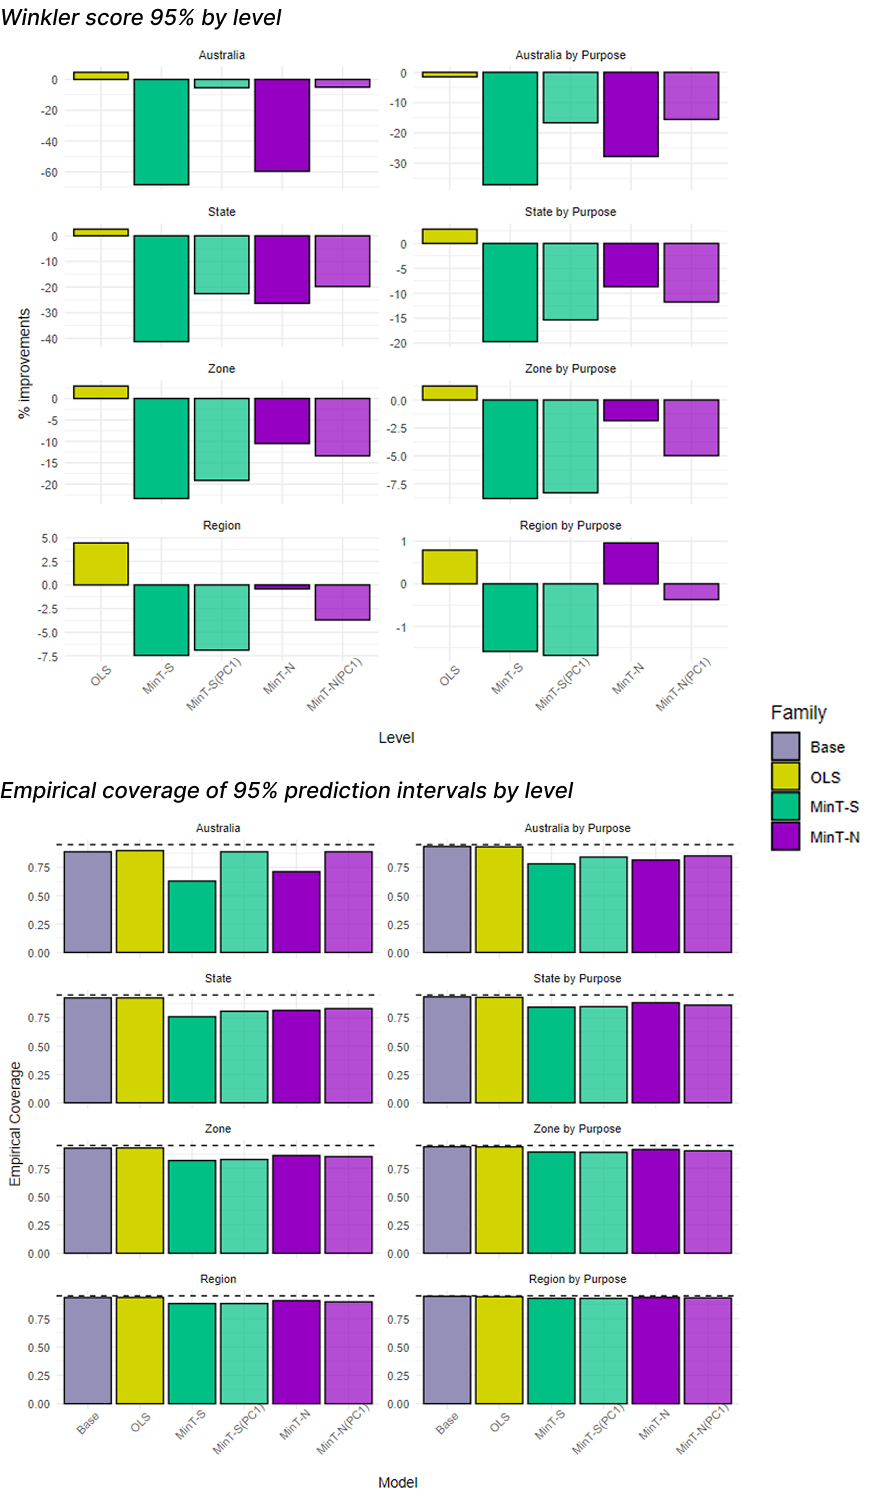 Winkler score 95% by level
Australia
Australia by Purpose
0
-20
-40
-60
0
-10
-20
-30
State
State by Purpose
0
-10
-20
-30
-40
0
-5
-10
-15
-20
% improvements
Zone
Zone by Purpose
0
-5
-10
-15
-20
0.0
-2.5
-5.0
-7.5
Region
Region by Purpose
5.0
2.5
0.0
-2.5
-5.0
-7.5
1
0
-1
OLS
MinT-S
MinT-S(PC1)
MinT-N
MinT-N(PC1)
OLS
MinT-S
MinT-S(PC1)
MinT-N
MinT-N(PC1)
Level
Family
Base
OLS
MinT-S
MinT-N
Empirical coverage of 95% prediction intervals by level
Australia
Australia by Purpose
0.75
0.50
0.25
0.00
0.75
0.50
0.25
0.00
State
State by Purpose
0.75
0.50
0.25
0.00
0.75
0.50
0.25
0.00
Empirical Coverage
Zone
Zone by Purpose
0.75
0.50
0.25
0.00
0.75
0.50
0.25
0.00
Region
Region by Purpose
0.75
0.50
0.25
0.00
0.75
0.50
0.25
0.00
Base
OLS
MinT-S
MinT-S(PC1)
MinT-N
MinT-N(PC1)
Base
OLS
MinT-S
MinT-S(PC1)
MinT-N
MinT-N(PC1)
Model